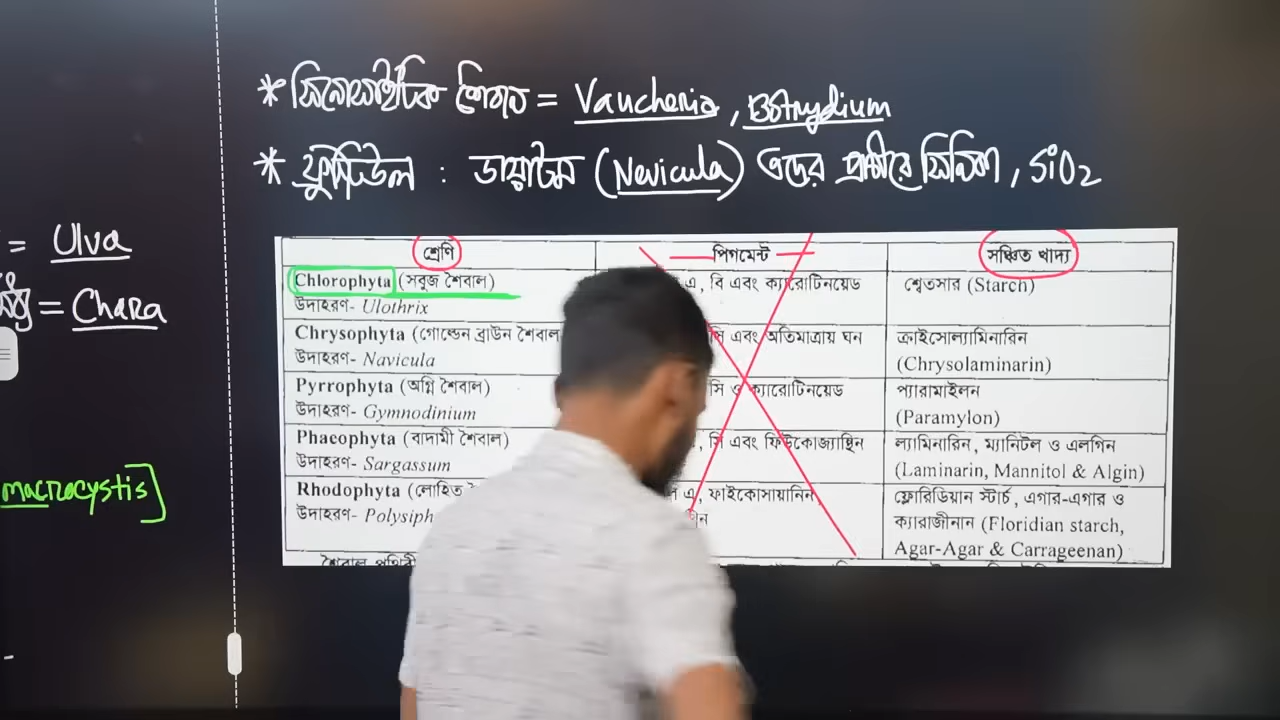 * সিনোসাইটিক শৈবাল = Vaucheria, Botrydium
* ফ্রুস্টিউল : ডায়াটম (Navicula) এদের প্রাচীরে সিলিকা, SiO2
= Ulva
= Chara
macrocystis]
শ্রেণি পিগমেন্ট সঞ্চিত খাদ্য
Chlorophyta (সবুজ শৈবাল) এ, বি এবং ক্যারোটিনয়েড শ্বেতসার (Starch)
উদাহরণ- Ulothrix
Chrysophyta (গোল্ডেন ব্রাউন শৈবাল সি এবং অতিমাত্রায় ঘন ক্রাইসোল্যামিনারিন
উদাহরণ- Navicula (Chrysolaminarin)
Pyrrophyta (অগ্নি শৈবাল) সি ও ক্যারোটিনয়েড প্যারামাইলন
উদাহরণ- Gymnodinium (Paramylon)
Phacophyta (বাদামী শৈবাল) , সি এবং ফিউকোজ্যান্থিন ল্যামিনারিন, ম্যানিটল ও এলগিন
উদাহরণ- Sargassum (Laminarin, Mannitol & Algin)
Rhodophyta (লোহিত এ, ফাইকোসায়ানিন, ফ্লোরিডিয়ান স্টার্চ, এগার-এগার ও
উদাহরণ- Polysiph ক্যারাজীনান (Floridian starch,
Agar-Agar & Carrageenan)